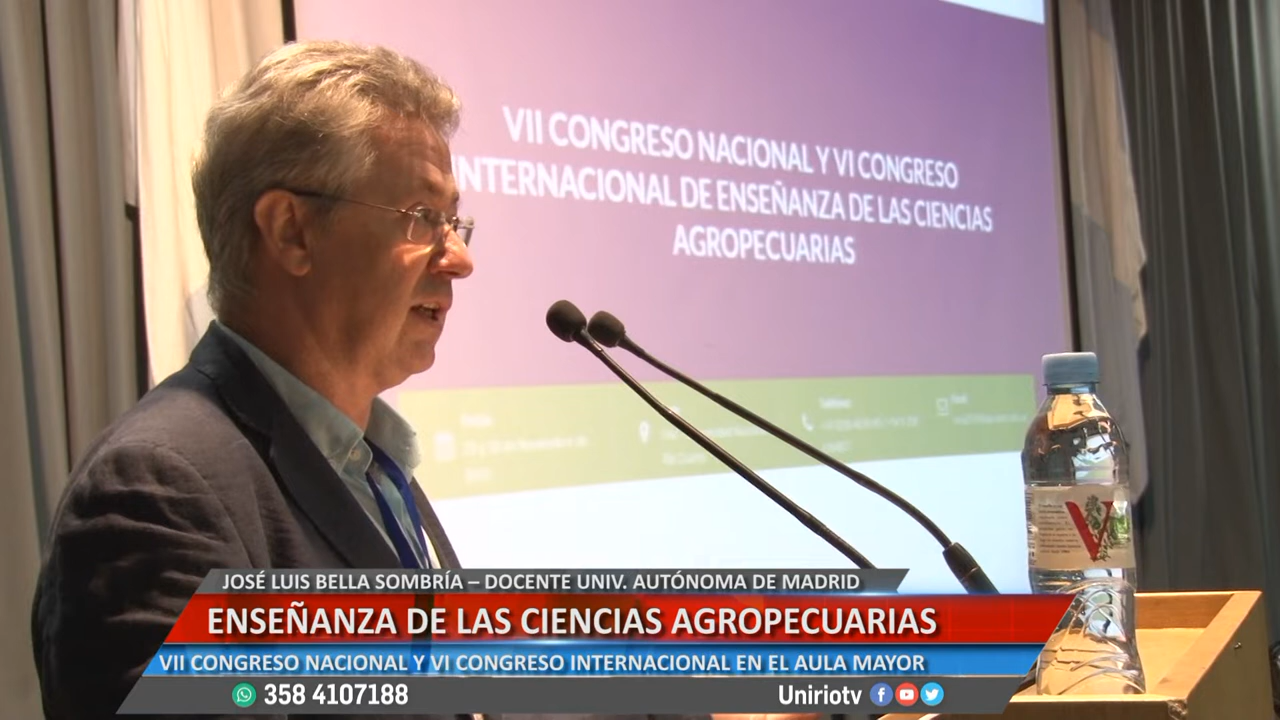 VII CONGRESO NACIONAL Y VI CONGRESO
INTERNACIONAL DE ENSEÑANZA DE LAS CIENCIAS
AGROPECUARIAS
V
JOSÉ LUIS BELLA SOMBRÍA – DOCENTE UNIV. AUTÓNOMA DE MADRID
ENSEÑANZA DE LAS CIENCIAS AGROPECUARIAS
VII CONGRESO NACIONAL Y VI CONGRESO INTERNACIONAL EN EL AULA MAYOR
358 4107188
Uniriotv